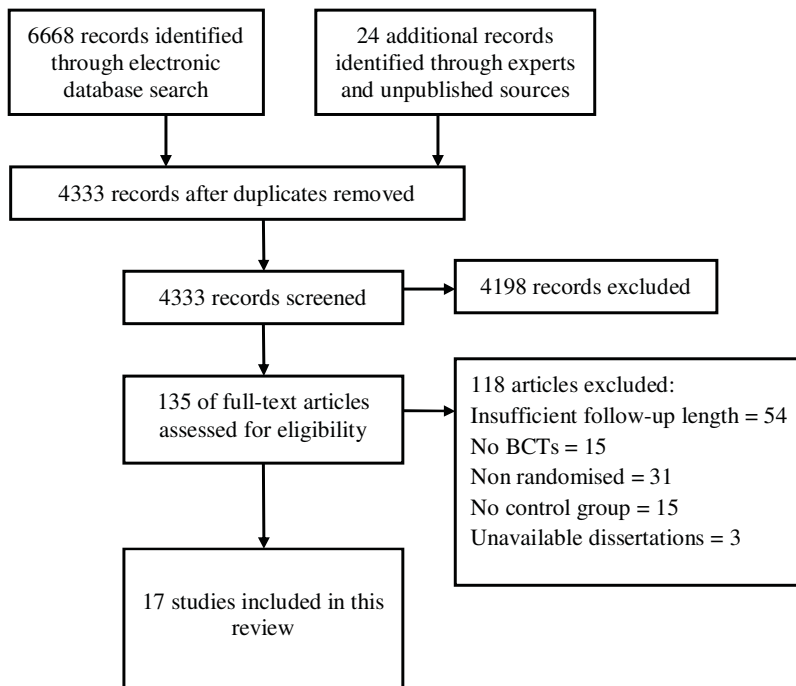 6668 records identified
through electronic
database search
24 additional records
identified through experts
and unpublished sources
4333 records after duplicates removed
4333 records screened
4198 records excluded
135 of full-text articles
assessed for eligibility
118 articles excluded:
Insufficient follow-up length = 54
No BCTs = 15
Non randomised = 31
No control group = 15
Unavailable dissertations = 3
17 studies included in this
review